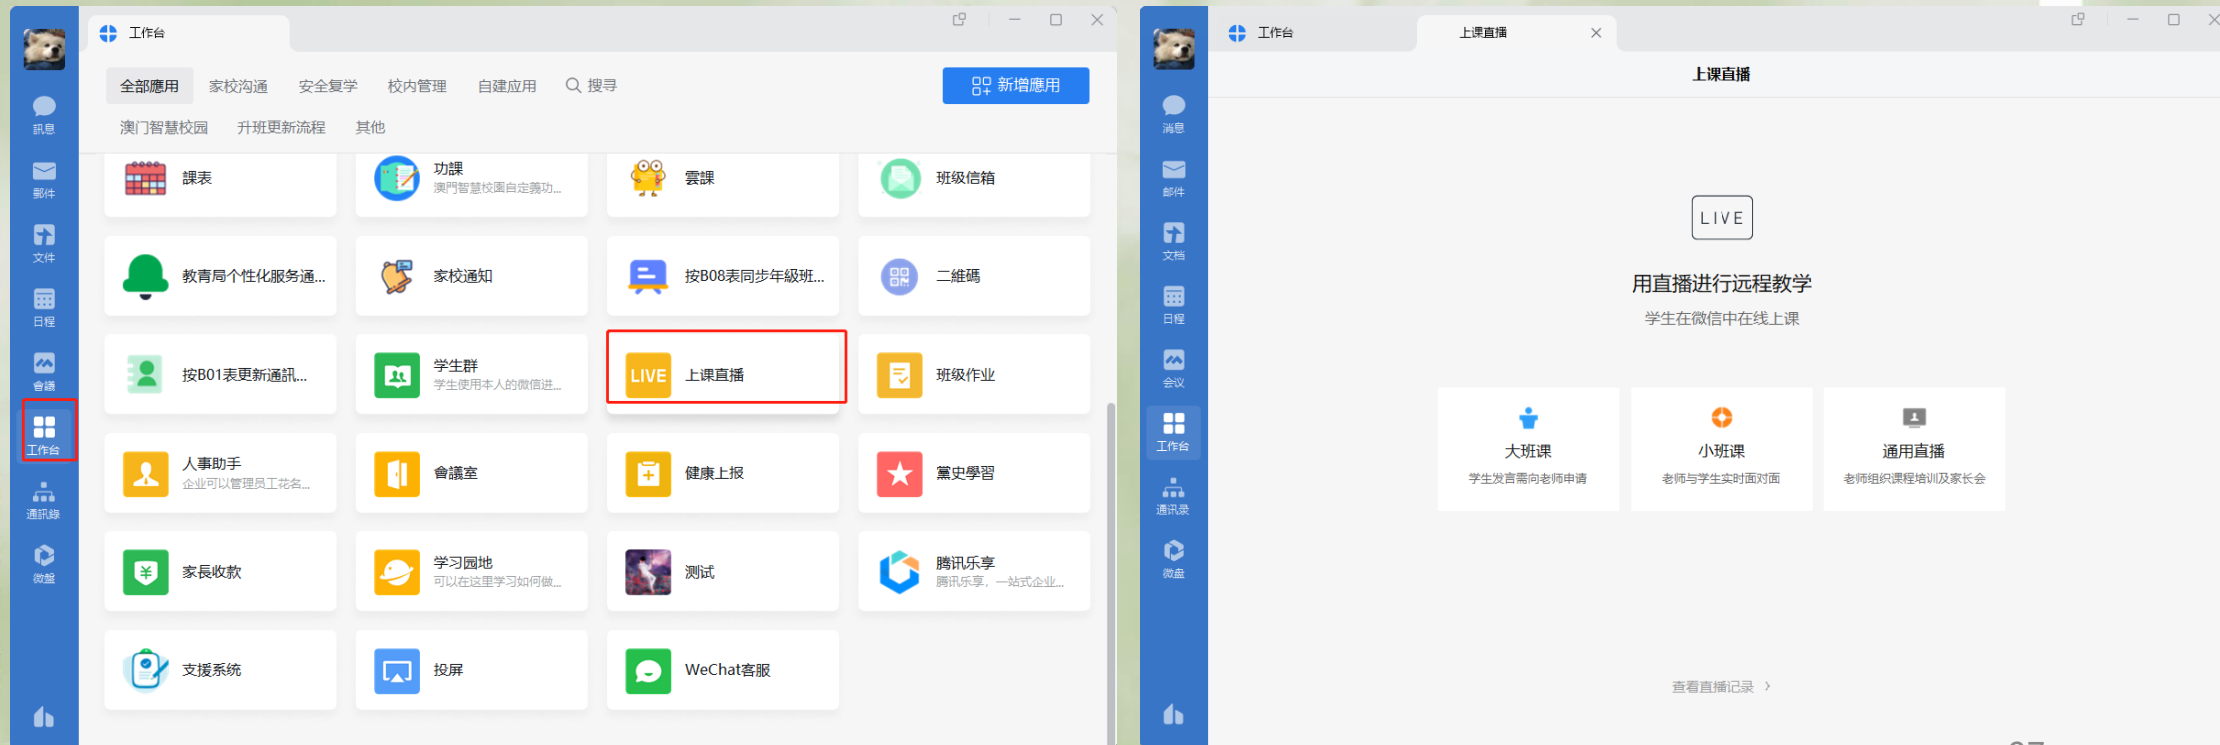 工作台
訊息
郵件
文件
日程
會議
工作台
通訊錄
微盤
全部應用
家校沟通
安全复学
校内管理
自建应用
搜寻
新增應用
澳门智慧校园
升班更新流程
其他
課表
功課
澳門智慧校園自定義功...
雲課
班级信箱
教青局个性化服务通...
家校通知
按B08表同步年級班...
二維碼
按B01表更新通訊...
学生群
学生使用本人的微信进...
LIVE
上课直播
班级作业
人事助手
企业可以管理员工花名...
會議室
健康上报
黨史學習
家長收款
学习园地
可以在这里学习如何做...
测试
腾讯乐享
腾讯乐享，一站式企业...
支援系统
投屏
WeChat客服
工作台
上课直播
消息
邮件
文档
日程
会议
工作台
通讯录
微盘
上课直播
LIVE
用直播进行远程教学
学生在微信中在线上课
大班课
学生发言需向老师申请
小班课
老师与学生实时面对面
通用直播
老师组织课程培训及家长会
查看直播记录